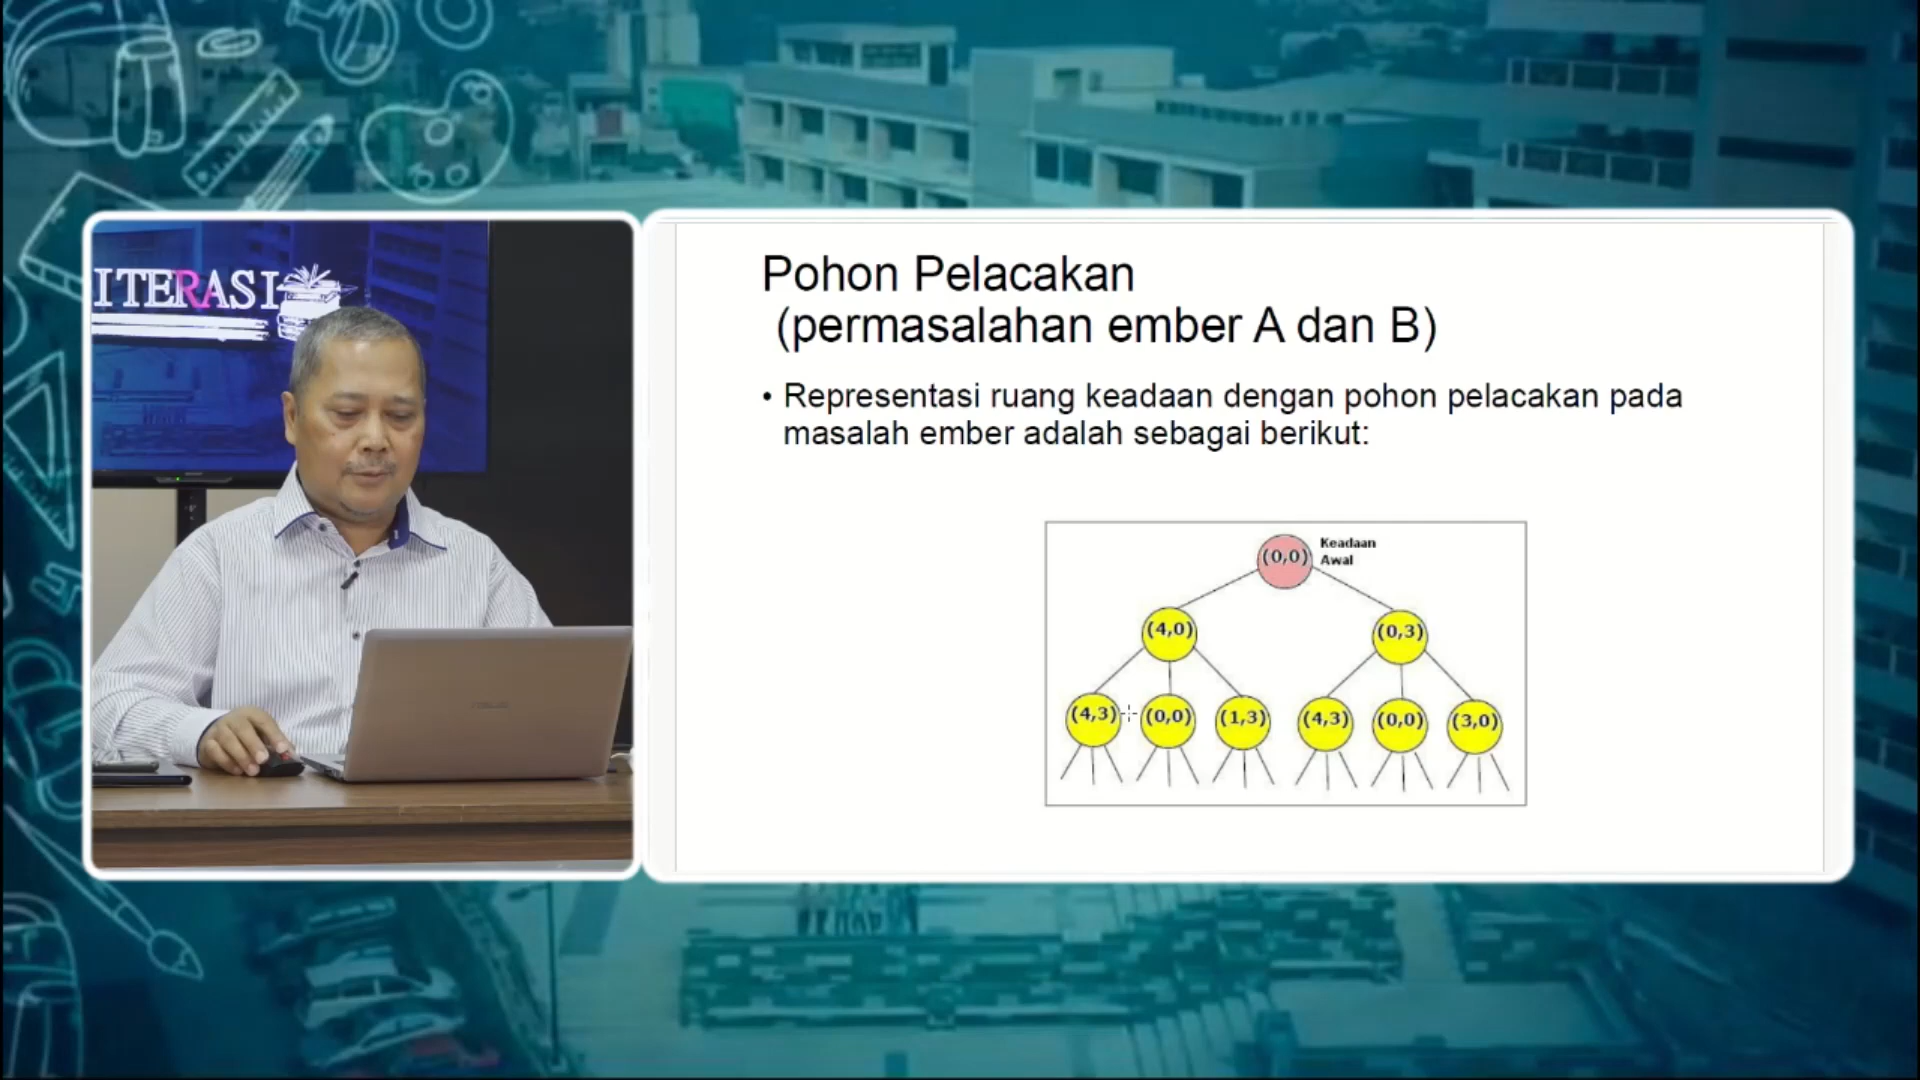 ITERASI
Pohon Pelacakan
(permasalahan ember A dan B)
• Representasi ruang keadaan dengan pohon pelacakan pada
masalah ember adalah sebagai berikut:
(0,0)
Keadaan
Awal
(4,0) (0,3)
(4,3) (0,0) (1,3) (4,3) (0,0) (3,0)